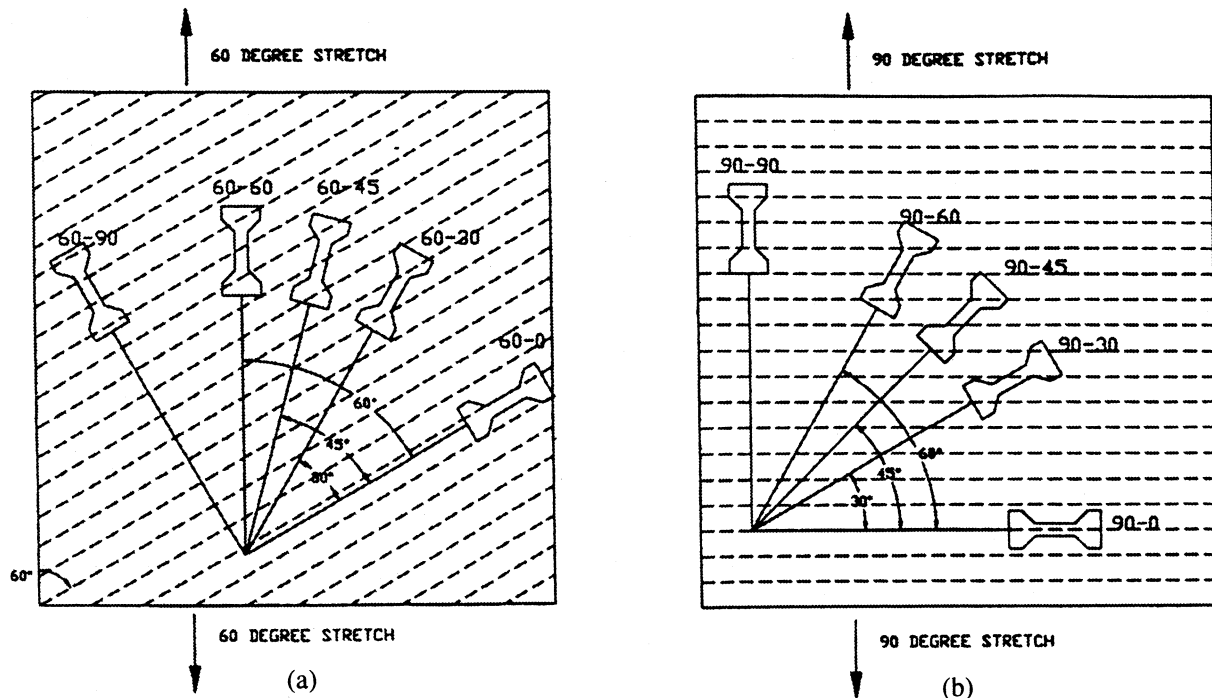 60 DEGREE STRETCH
60-90
60-60
60-45
60-30
60-0
60°
45°
30°
60°
60 DEGREE STRETCH
(a)
90 DEGREE STRETCH
90-90
90-60
90-45
90-30
60°
45°
30°
90-0
90 DEGREE STRETCH
(b)